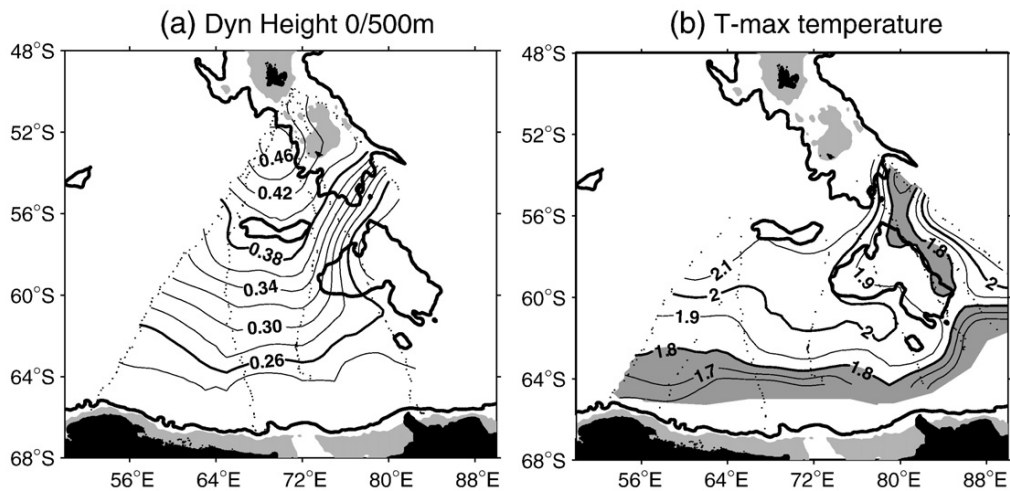 (a) Dyn Height 0/500m
48°S
52°S
56°S
60°S
64°S
68°S
0.46
0.42
0.38
0.34
0.30
0.26
56°E
64°E
72°E
80°E
88°E
(b) T-max temperature
48°S
52°S
56°S
60°S
64°S
68°S
2.1
2
1.9
1.8
1.7
1.9
1.8
2
2
1.8
56°E
64°E
72°E
80°E
88°E